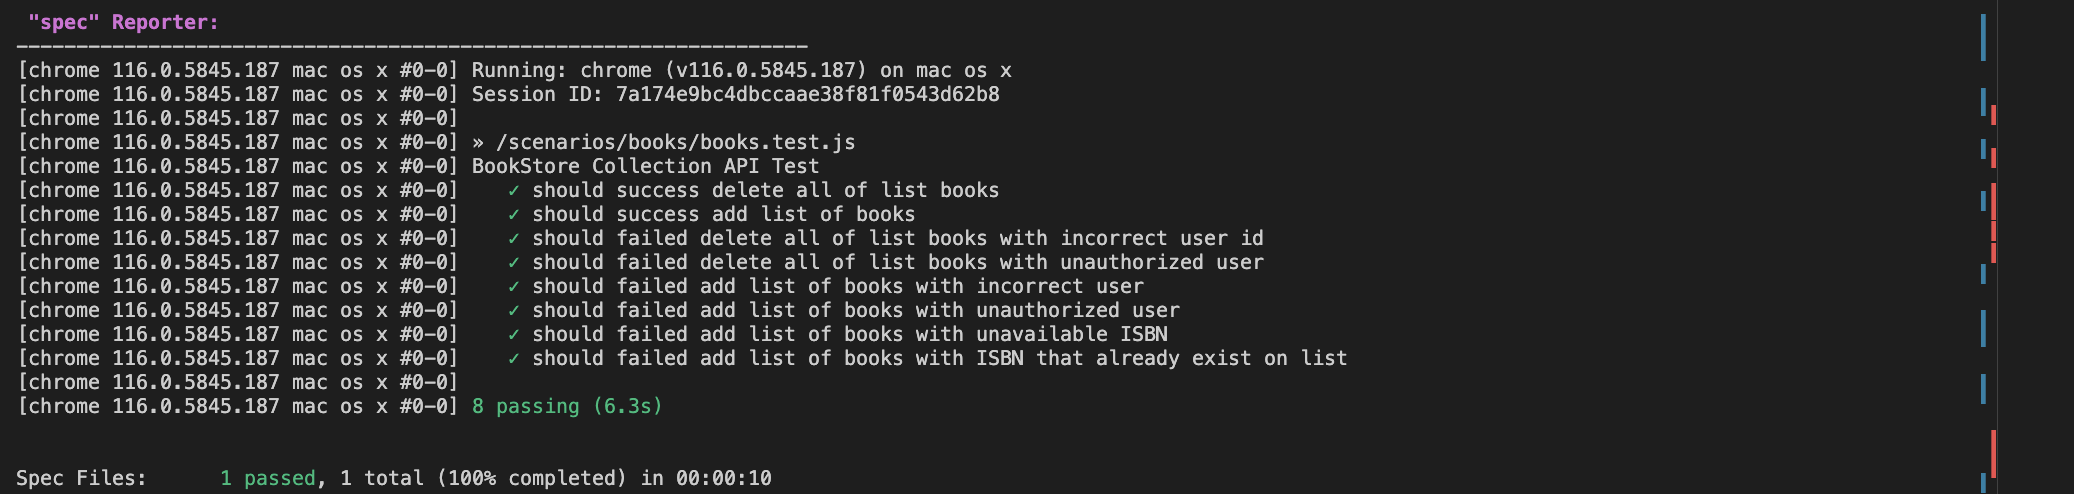 "spec" Reporter:
------------------------------------------------------------------
[chrome 116.0.5845.187 mac os x #0-0] Running: chrome (v116.0.5845.187) on mac os x
[chrome 116.0.5845.187 mac os x #0-0] Session ID: 7a174e9bc4dbccaae38f81f0543d62b8
[chrome 116.0.5845.187 mac os x #0-0]
[chrome 116.0.5845.187 mac os x #0-0] » /scenarios/books/books.test.js
[chrome 116.0.5845.187 mac os x #0-0] BookStore Collection API Test
[chrome 116.0.5845.187 mac os x #0-0] ✓ should success delete all of list books
[chrome 116.0.5845.187 mac os x #0-0] ✓ should success add list of books
[chrome 116.0.5845.187 mac os x #0-0] ✓ should failed delete all of list books with incorrect user id
[chrome 116.0.5845.187 mac os x #0-0] ✓ should failed delete all of list books with unauthorized user
[chrome 116.0.5845.187 mac os x #0-0] ✓ should failed add list of books with incorrect user
[chrome 116.0.5845.187 mac os x #0-0] ✓ should failed add list of books with unauthorized user
[chrome 116.0.5845.187 mac os x #0-0] ✓ should failed add list of books with unavailable ISBN
[chrome 116.0.5845.187 mac os x #0-0] ✓ should failed add list of books with ISBN that already exist on list
[chrome 116.0.5845.187 mac os x #0-0]
[chrome 116.0.5845.187 mac os x #0-0] 8 passing (6.3s)
Spec Files: 1 passed, 1 total (100% completed) in 00:00:10